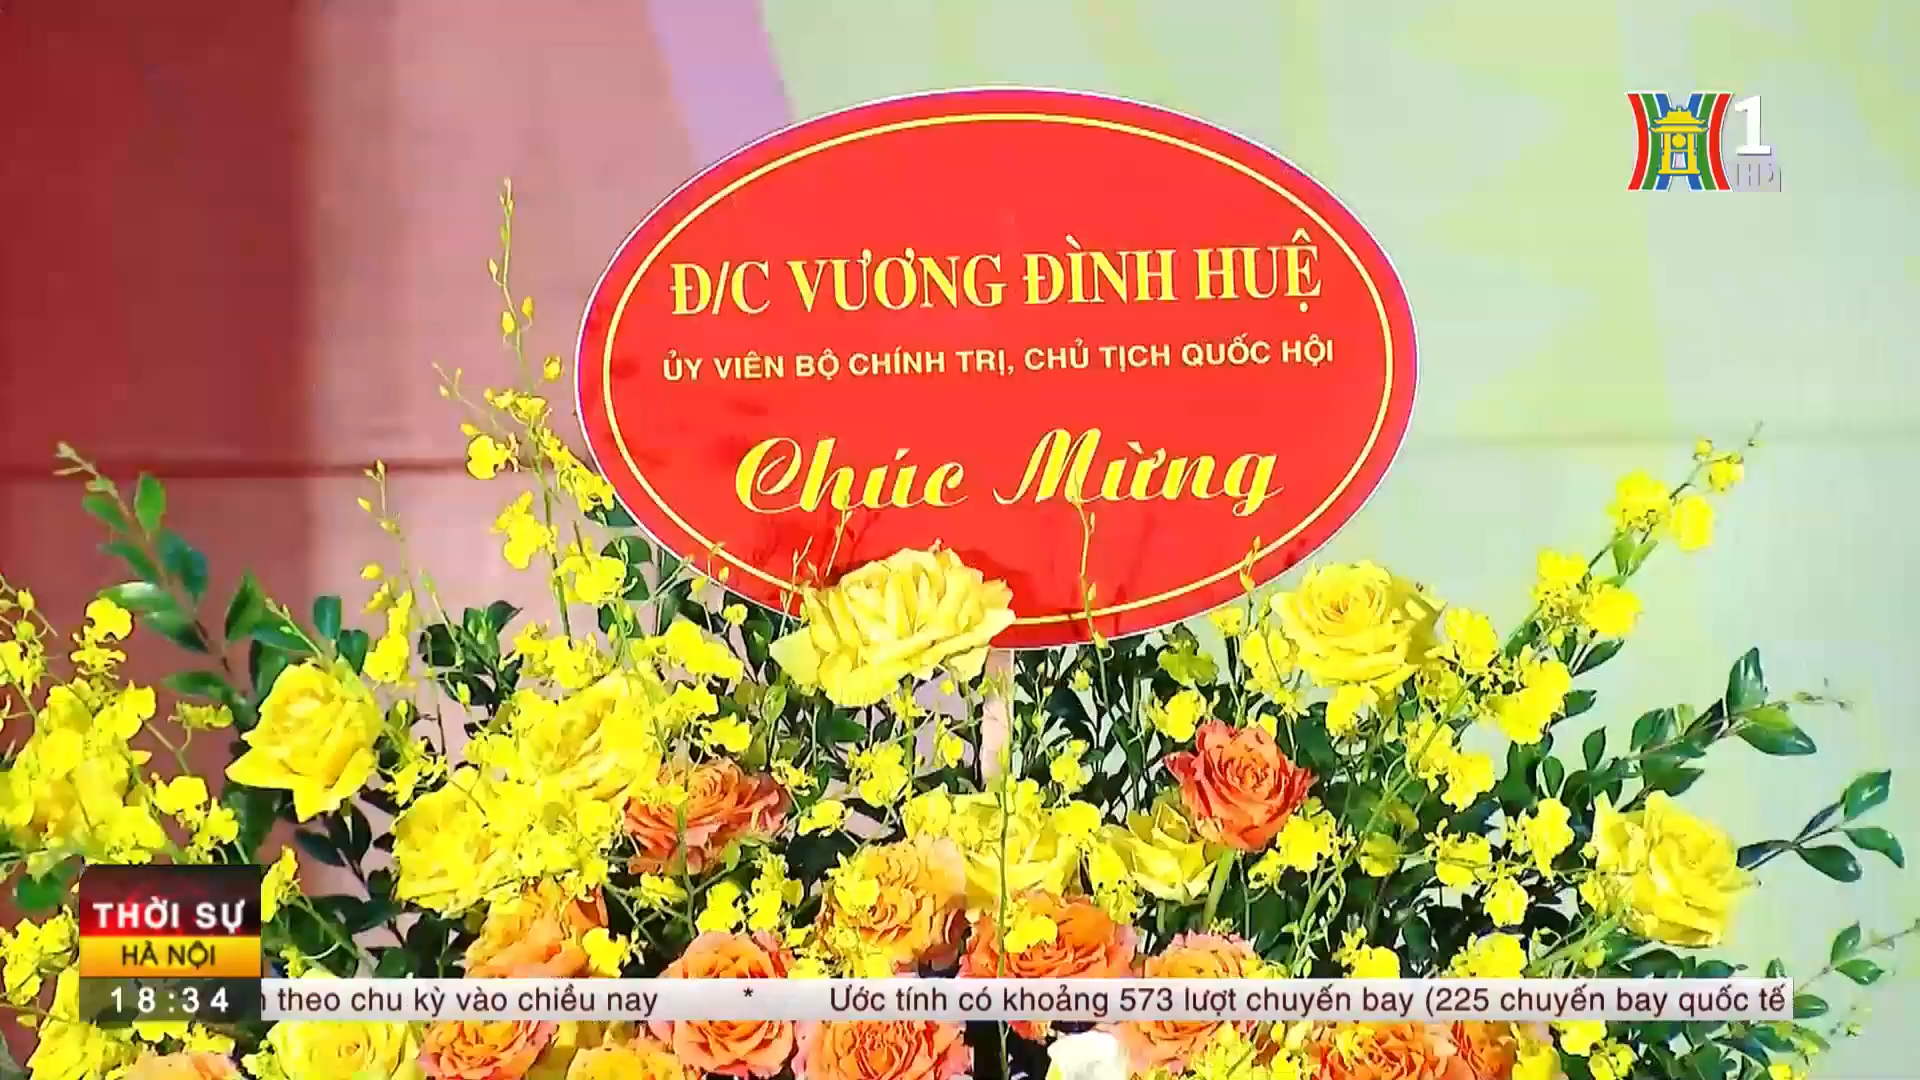 1
HD
Đ/C VƯƠNG ĐÌNH HUỆ
ỦY VIÊN BỘ CHÍNH TRỊ, CHỦ TỊCH QUỐC HỘI
Chúc Mừng
THỜI SỰ
HÀ NỘI
18:34
theo chu kỳ vào chiều nay * Ước tính có khoảng 573 lượt chuyến bay (225 chuyến bay quốc tế